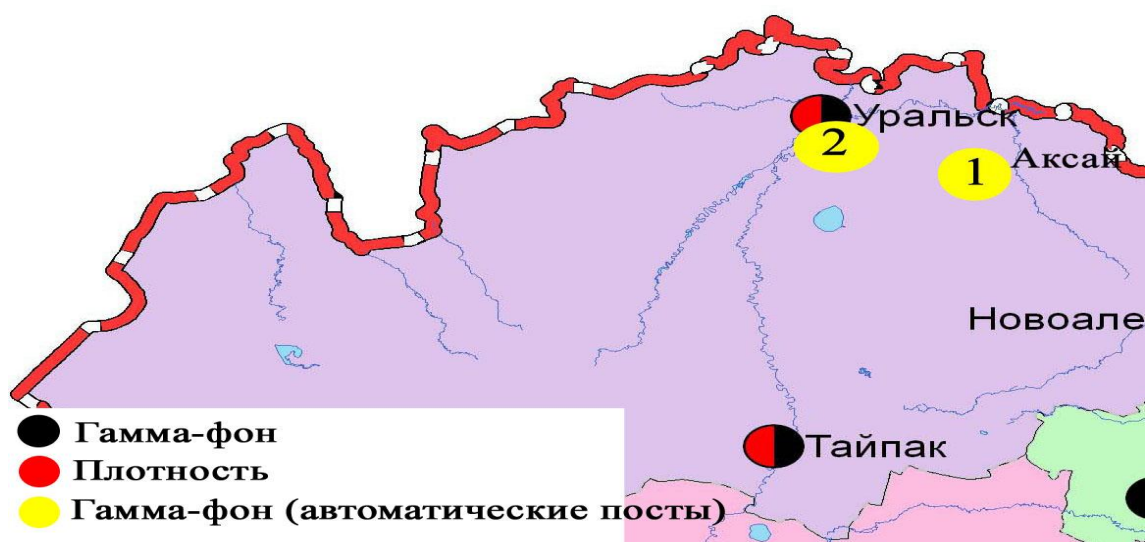 Уральск
2
Аксай
1
Новоале
Тайпак
Гамма-фон
Плотность
Гамма-фон (автоматические посты)